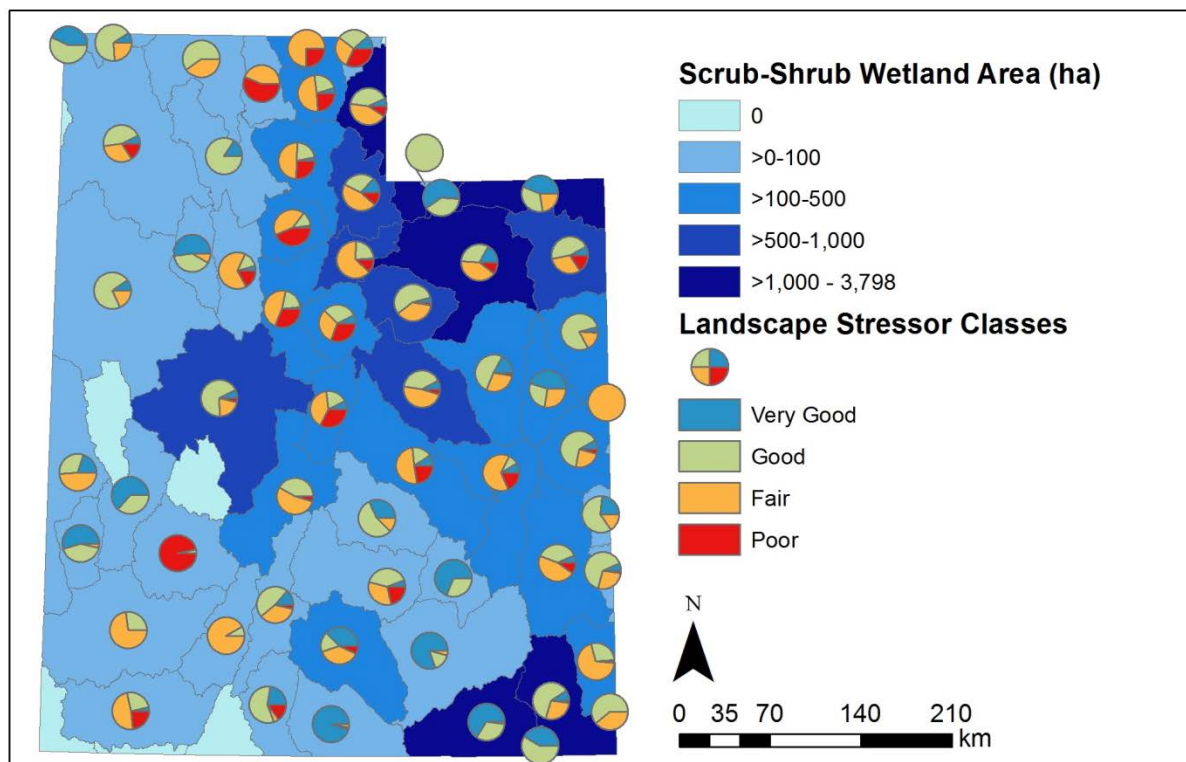 Scrub-Shrub Wetland Area (ha)
0
>0-100
>100-500
>500-1,000
>1,000 - 3,798
Landscape Stressor Classes
Very Good
Good
Fair
Poor
N
0 35 70 140 210
km